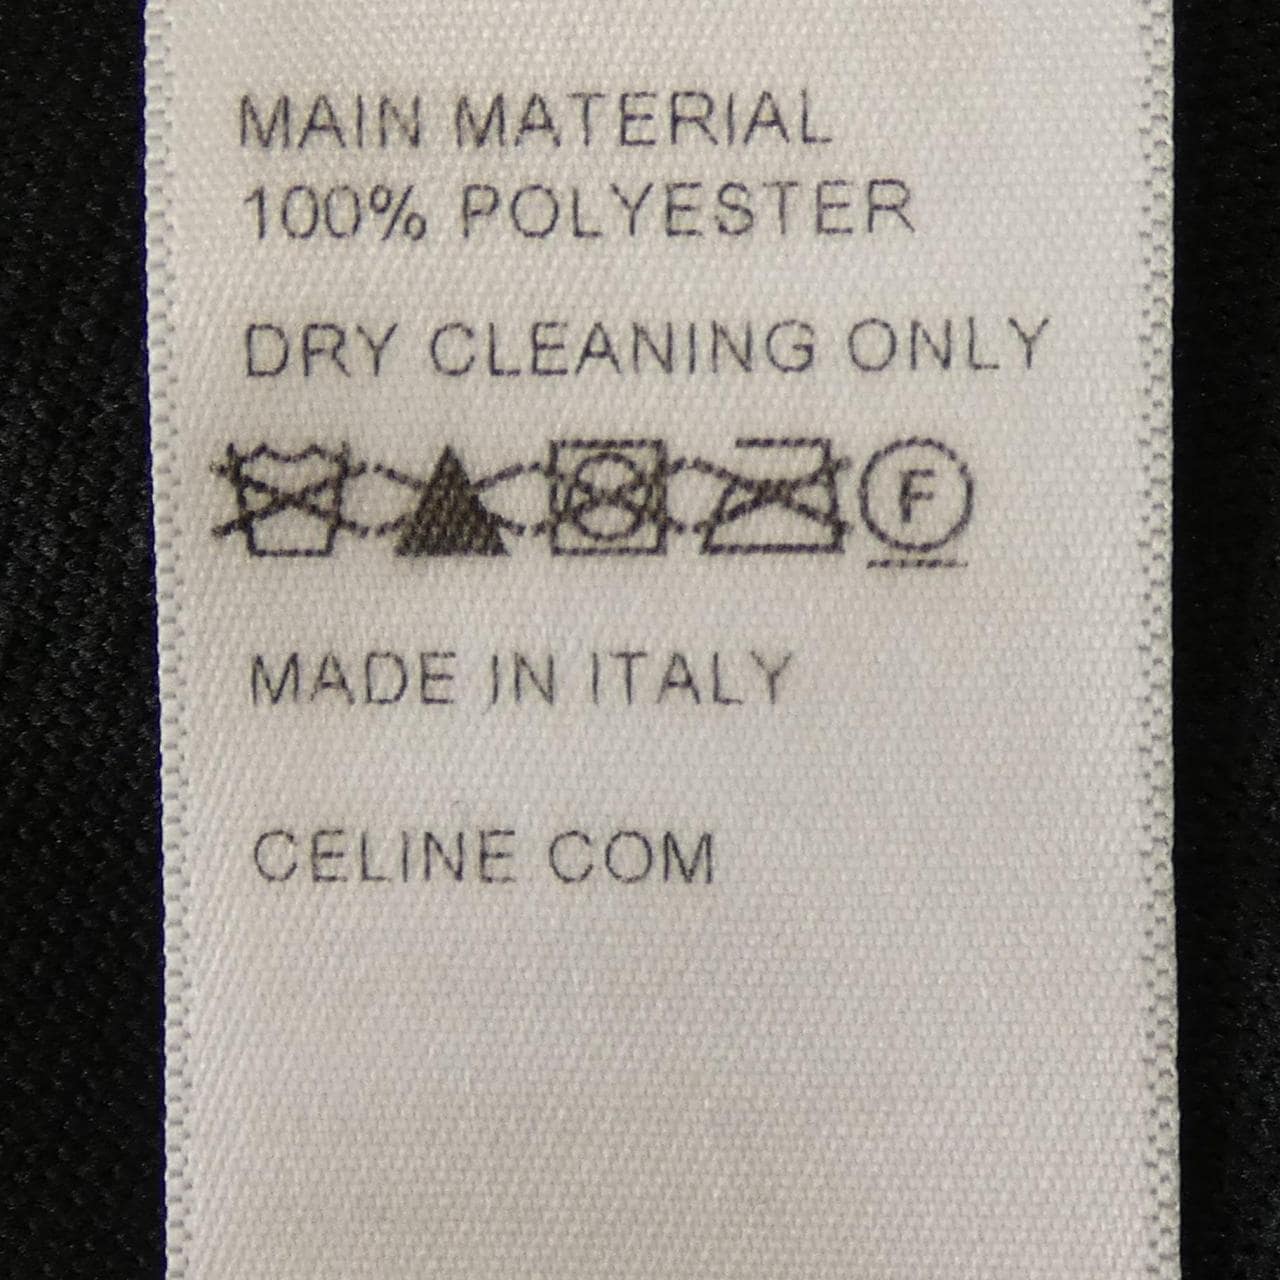 MAIN MATERIAL
100% POLYESTER
DRY CLEANING ONLY
F
MADE IN ITALY
CELINE COM